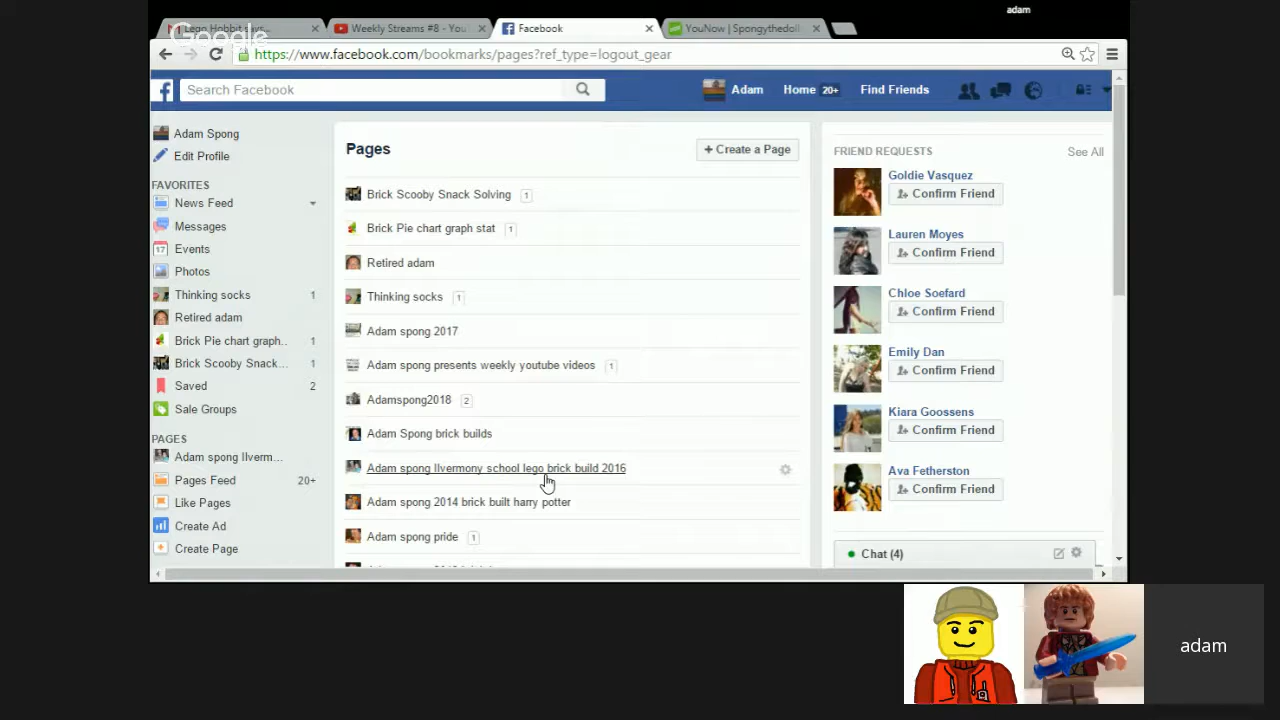 adam
Lego Hobbit says
Weekly Streams #8 - You
Facebook
YouNow | Spongythedoll
Google
https://www.facebook.com/bookmarks/pages?ref_type=logout_gear
Search Facebook
Adam
Home 20+
Find Friends
Adam Spong
Edit Profile
FAVORITES
News Feed
Messages
Events
Photos
Thinking socks 1
Retired adam
Brick Pie chart graph.. 1
Brick Scooby Snack... 1
Saved 2
Sale Groups
PAGES
Adam spong Ilverm...
Pages Feed 20+
Like Pages
Create Ad
Create Page
Pages
+ Create a Page
Brick Scooby Snack Solving 1
Brick Pie chart graph stat 1
Retired adam
Thinking socks 1
Adam spong 2017
Adam spong presents weekly youtube videos 1
Adamspong2018 2
Adam Spong brick builds
Adam spong Ilvermony school lego brick build 2016
Adam spong 2014 brick built harry potter
Adam spong pride 1
FRIEND REQUESTS
See All
Goldie Vasquez
Confirm Friend
Lauren Moyes
Confirm Friend
Chloe Soefard
Confirm Friend
Emily Dan
Confirm Friend
Kiara Goossens
Confirm Friend
Ava Fetherston
Confirm Friend
Chat (4)
adam